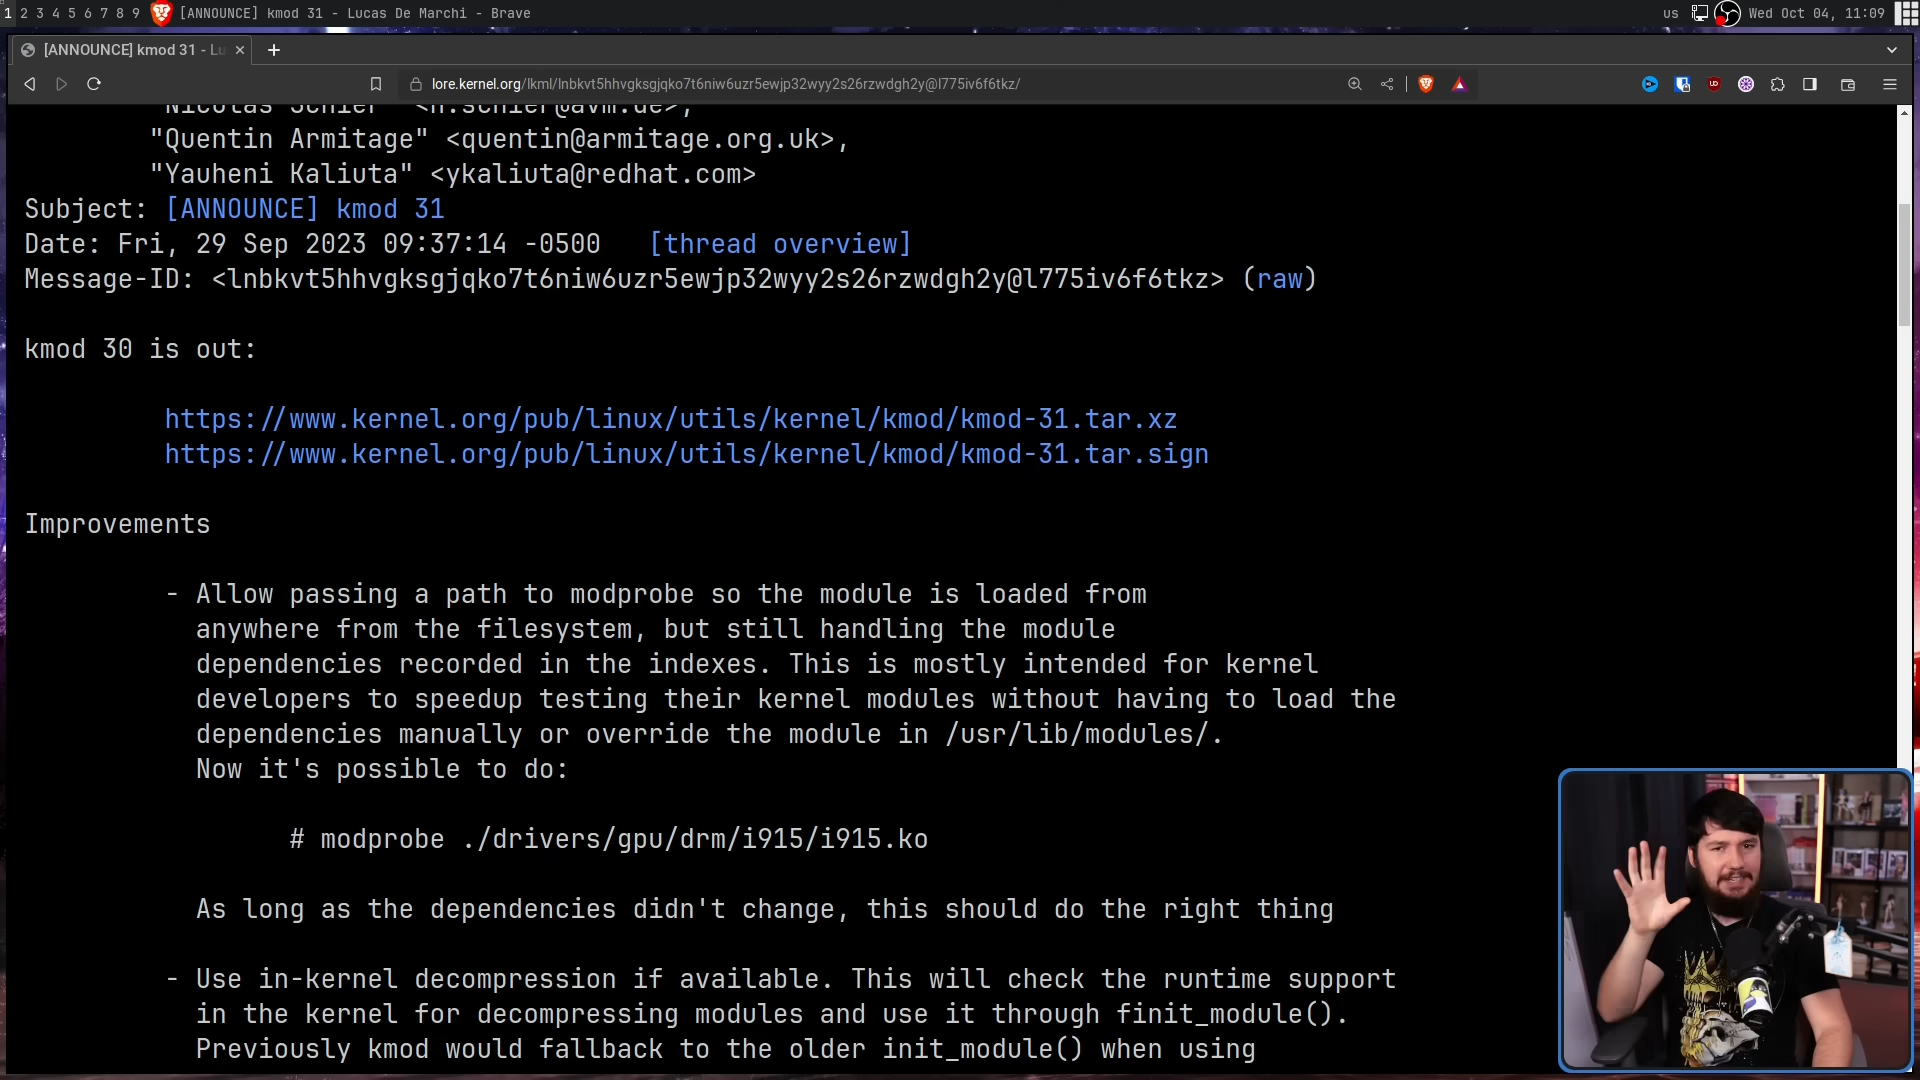 1 2 3 4 5 6 7 8 9 [ANNOUNCE] kmod 31 - Lucas De Marchi - Brave us Wed Oct 04, 11:09
[ANNOUNCE] kmod 31 - Lu
lore.kernel.org/lkml/lnbkvt5hhvgksgjqko7t6niw6uzr5ewjp32wyy2s26rzwdgh2y@l775iv6f6tkz/
"Nicolas Schier" <n.schier@avm.de>,
"Quentin Armitage" <quentin@armitage.org.uk>,
"Yauheni Kaliuta" <ykaliuta@redhat.com>
Subject: [ANNOUNCE] kmod 31
Date: Fri, 29 Sep 2023 09:37:14 -0500 [thread overview]
Message-ID: <lnbkvt5hhvgksgjqko7t6niw6uzr5ewjp32wyy2s26rzwdgh2y@l775iv6f6tkz> (raw)
kmod 30 is out:
https://www.kernel.org/pub/linux/utils/kernel/kmod/kmod-31.tar.xz
https://www.kernel.org/pub/linux/utils/kernel/kmod/kmod-31.tar.sign
Improvements
- Allow passing a path to modprobe so the module is loaded from
anywhere from the filesystem, but still handling the module
dependencies recorded in the indexes. This is mostly intended for kernel
developers to speedup testing their kernel modules without having to load the
dependencies manually or override the module in /usr/lib/modules/.
Now it's possible to do:
# modprobe ./drivers/gpu/drm/i915/i915.ko
As long as the dependencies didn't change, this should do the right thing
- Use in-kernel decompression if available. This will check the runtime support
in the kernel for decompressing modules and use it through finit_module().
Previously kmod would fallback to the older init_module() when using